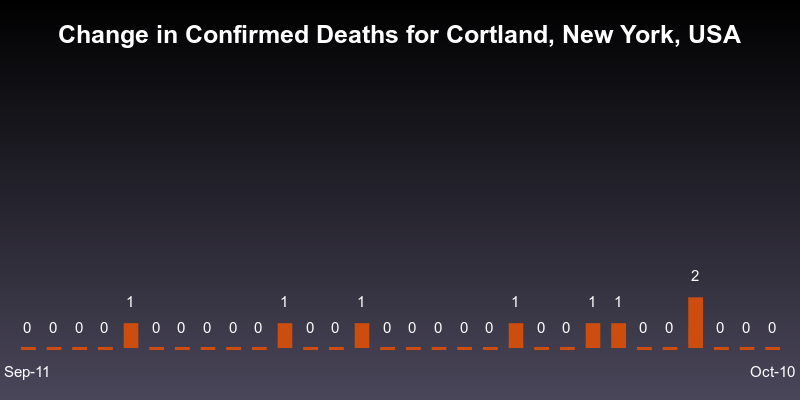 Change in Confirmed Deaths for Cortland, New York, USA
2
1 1 1 1 1 1
0 0 0 0 0 0 0 0 0 0 0 0 0 0 0 0 0 0 0 0 0 0 0
Sep-11 Oct-10